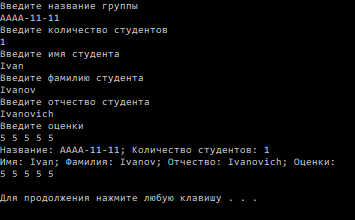 Введите название группы
AAAA-11-11
Введите количество студентов
1
Введите имя студента
Ivan
Введите фамилию студента
Ivanov
Введите отчество студента
Ivanovich
Введите оценки
5 5 5 5 5
Название: AAAA-11-11; Количество студентов: 1
Имя: Ivan; Фамилия: Ivanov; Отчество: Ivanovich; Оценки:
5 5 5 5 5
Для продолжения нажмите любую клавишу . . .